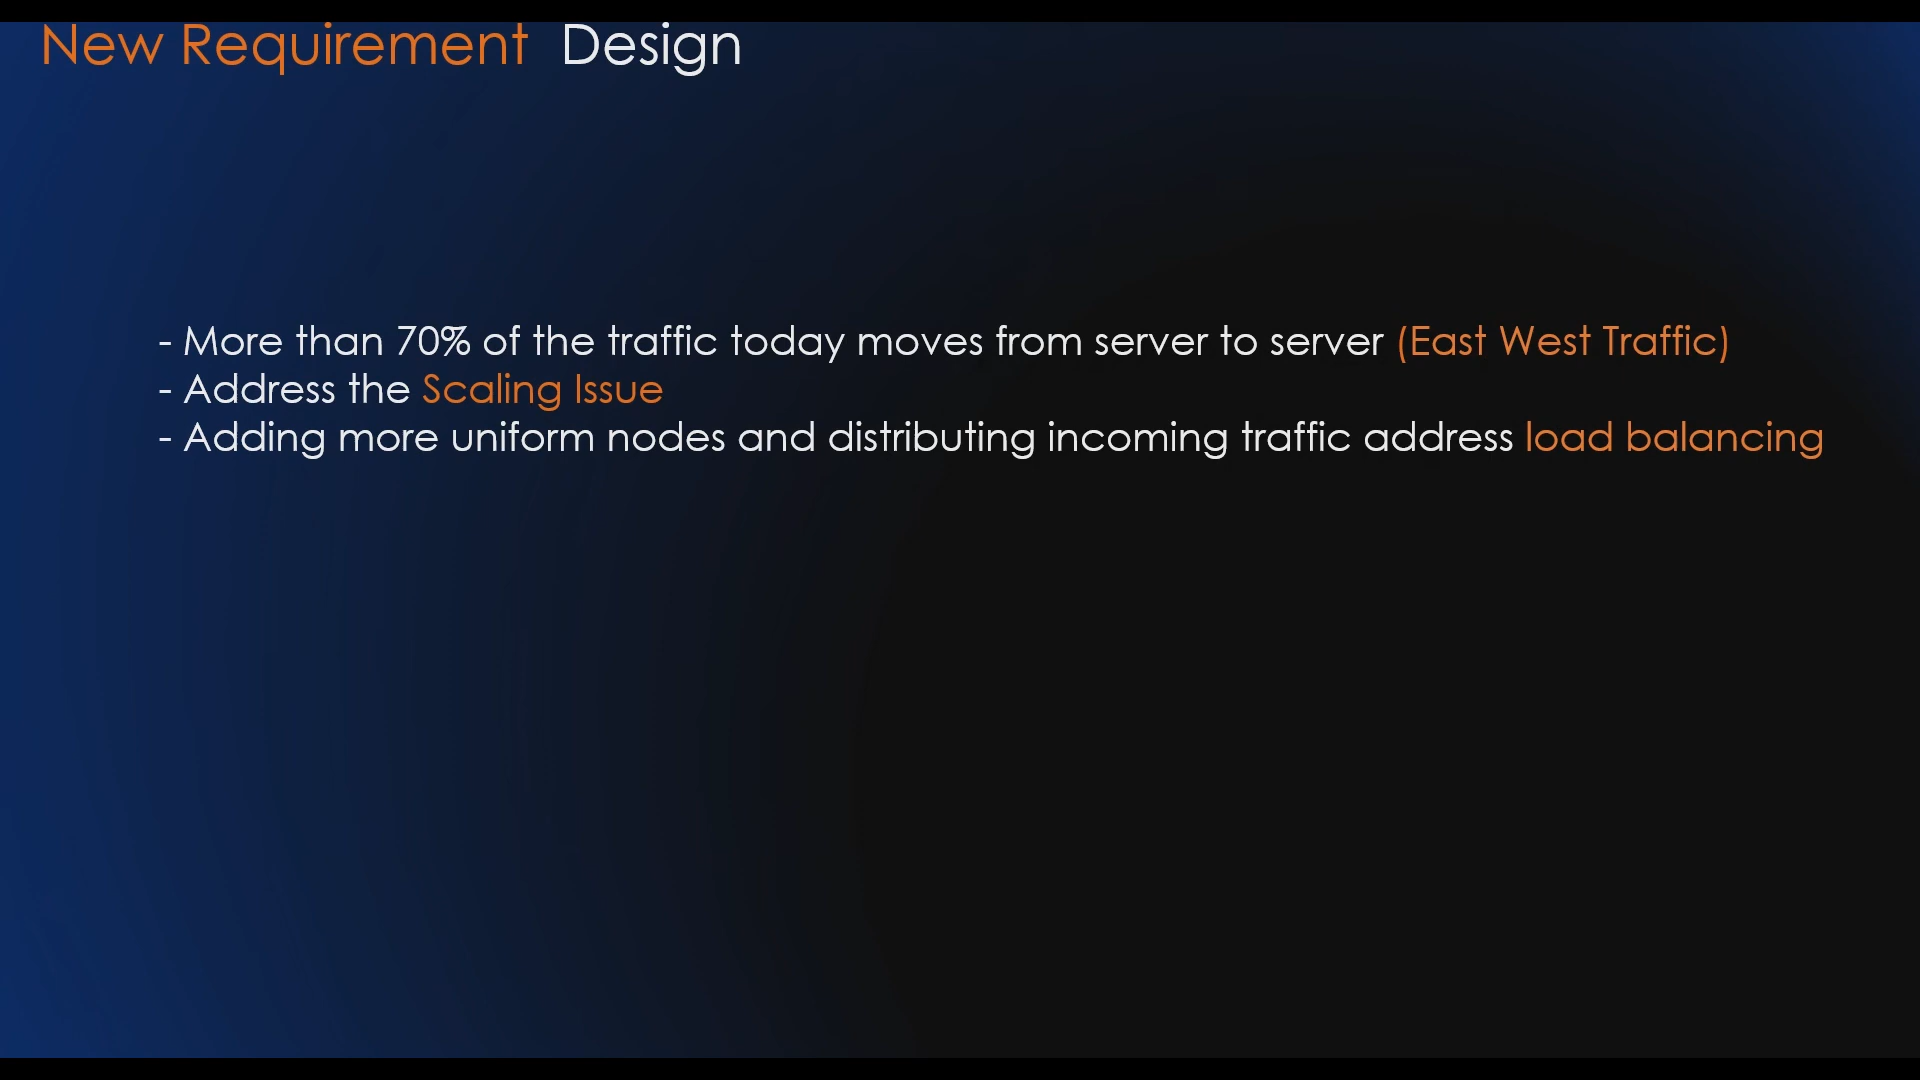 New Requirement Design
- More than 70% of the traffic today moves from server to server (East West Traffic)
- Address the Scaling Issue
- Adding more uniform nodes and distributing incoming traffic address load balancing